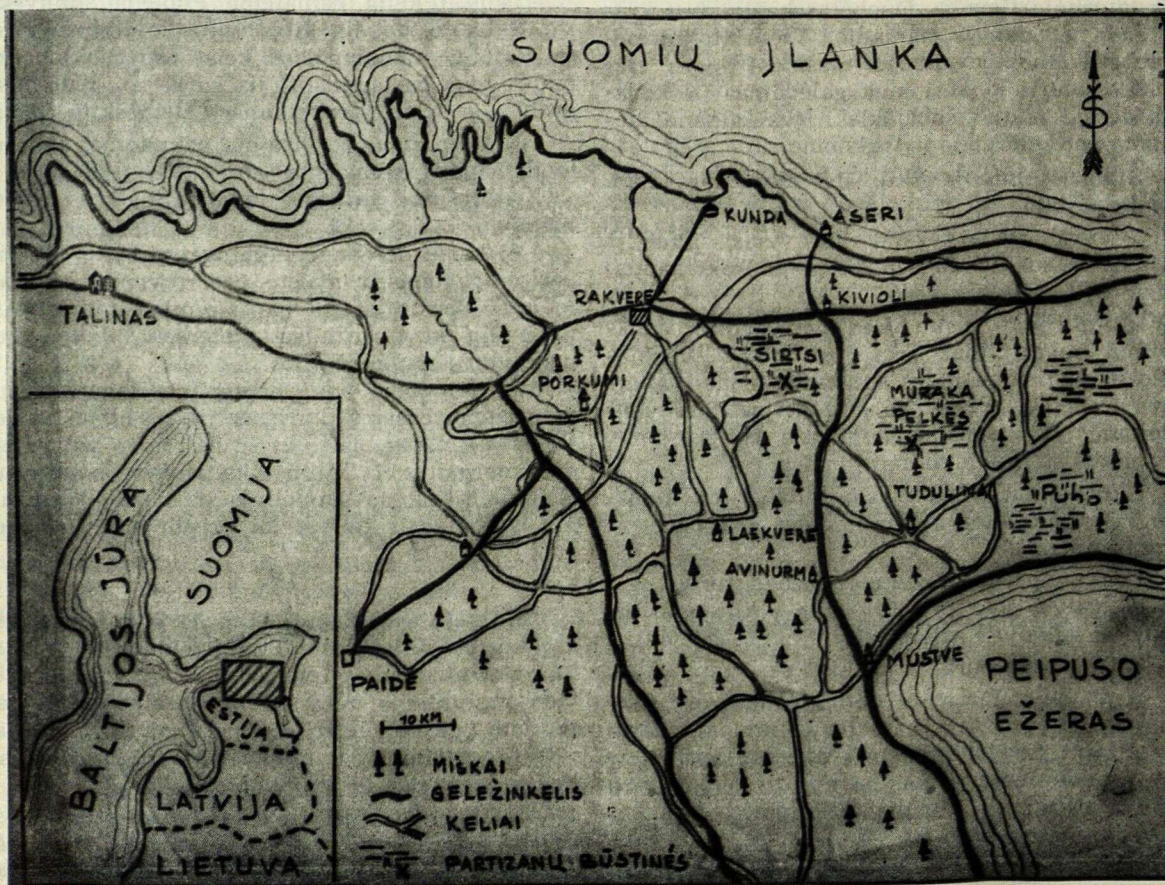 SUOMIŲ ĮLANKA
Š
KUNDA
ASERI
TALINAS
RAKVERE
KIVIOLI
SIRTSI
PORKUMI
MURAKA
PELKĖS
TUDULINA
PUHO
LAEKVERE
AVINURMA
MUSTVE
PAIDE
PEIPUSO
EŽERAS
BALTIJOS JŪRA
SUOMIJA
ESTIJA
LATVIJA
LIETUVA
10 KM
MIŠKAI
GELEŽINKELIS
KELIAI
PARTIZANŲ BŪSTINĖS